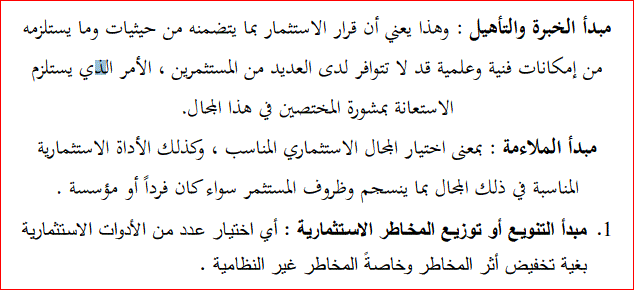 مبدأ الخبرة والتأهيل : وهذا يعني أن قرار الاستثمار بما يتضمنه من حيثيات وما يستلزمه
من إمكانات فنية وعلمية قد لا تتوافر لدى العديد من المستثمرين ، الأمر الذي يستلزم
الاستعانة بمشورة المختصين في هذا المجال.
مبدأ الملاءمة : بمعنى اختيار المجال الاستثماري المناسب ، وكذلك الأداة الاستثمارية
المناسبة في ذلك المجال بما ينسجم وظروف المستثمر سواء كان فرداً أو مؤسسة .
1. مبدأ التنويع أو توزيع المخاطر الاستثمارية : أي اختيار عدد من الأدوات الاستثمارية
بغية تخفيض أثر المخاطر وخاصةً المخاطر غير النظامية .